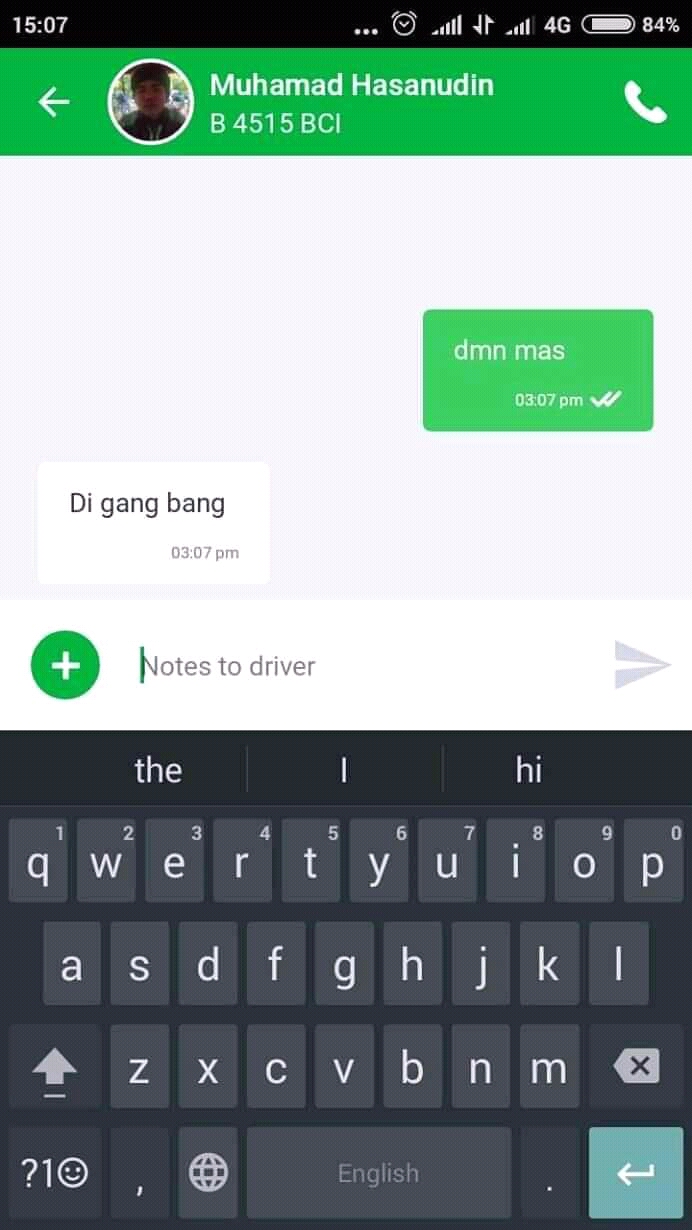 15:07 ... 4G 84%
Muhamad Hasanudin
B 4515 BCI
dmn mas
03:07 pm
Di gang bang
03:07 pm
Notes to driver
the I hi
q 1 w 2 e 3 r 4 t 5 y 6 u 7 i 8 o 9 p 0
a s d f g h j k l
z x c v b n m
?1☺ , English .